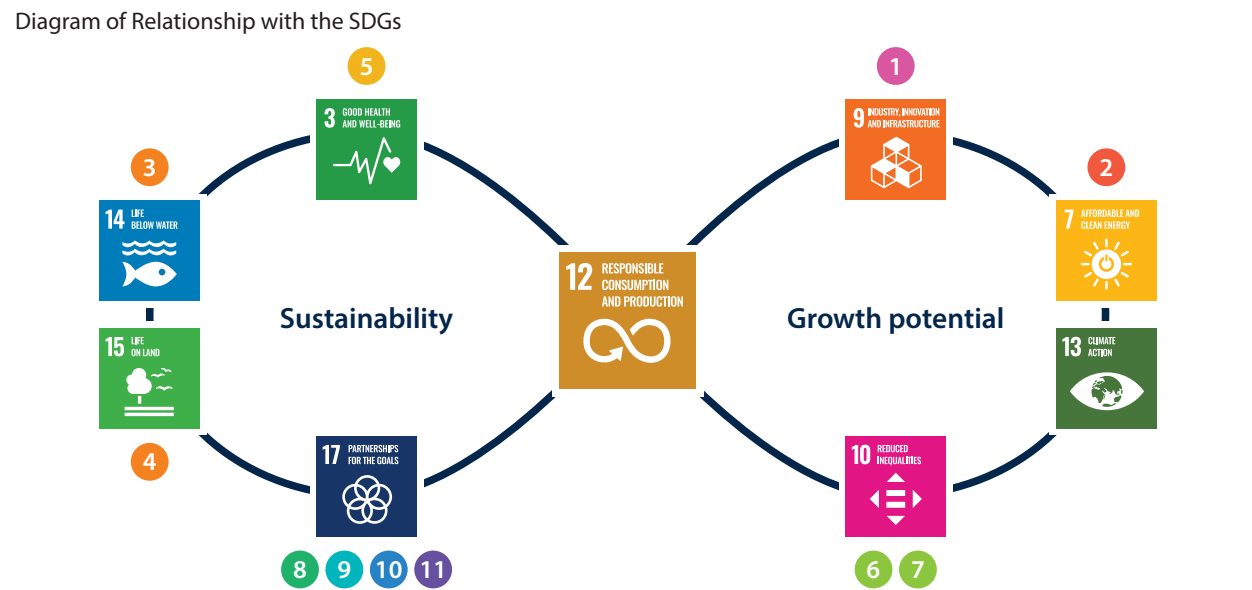 Diagram of Relationship with the SDGs
5
3 GOOD HEALTH
AND WELL-BEING
3
14 LIFE
BELOW WATER
Sustainability
15 LIFE
ON LAND
4
17 PARTNERSHIPS
FOR THE GOALS
8 9 10 11
12 RESPONSIBLE
CONSUMPTION
AND PRODUCTION
1
9 INDUSTRY, INNOVATION
AND INFRASTRUCTURE
2
7 AFFORDABLE AND
CLEAN ENERGY
Growth potential
13 CLIMATE
ACTION
10 REDUCED
INEQUALITIES
6 7